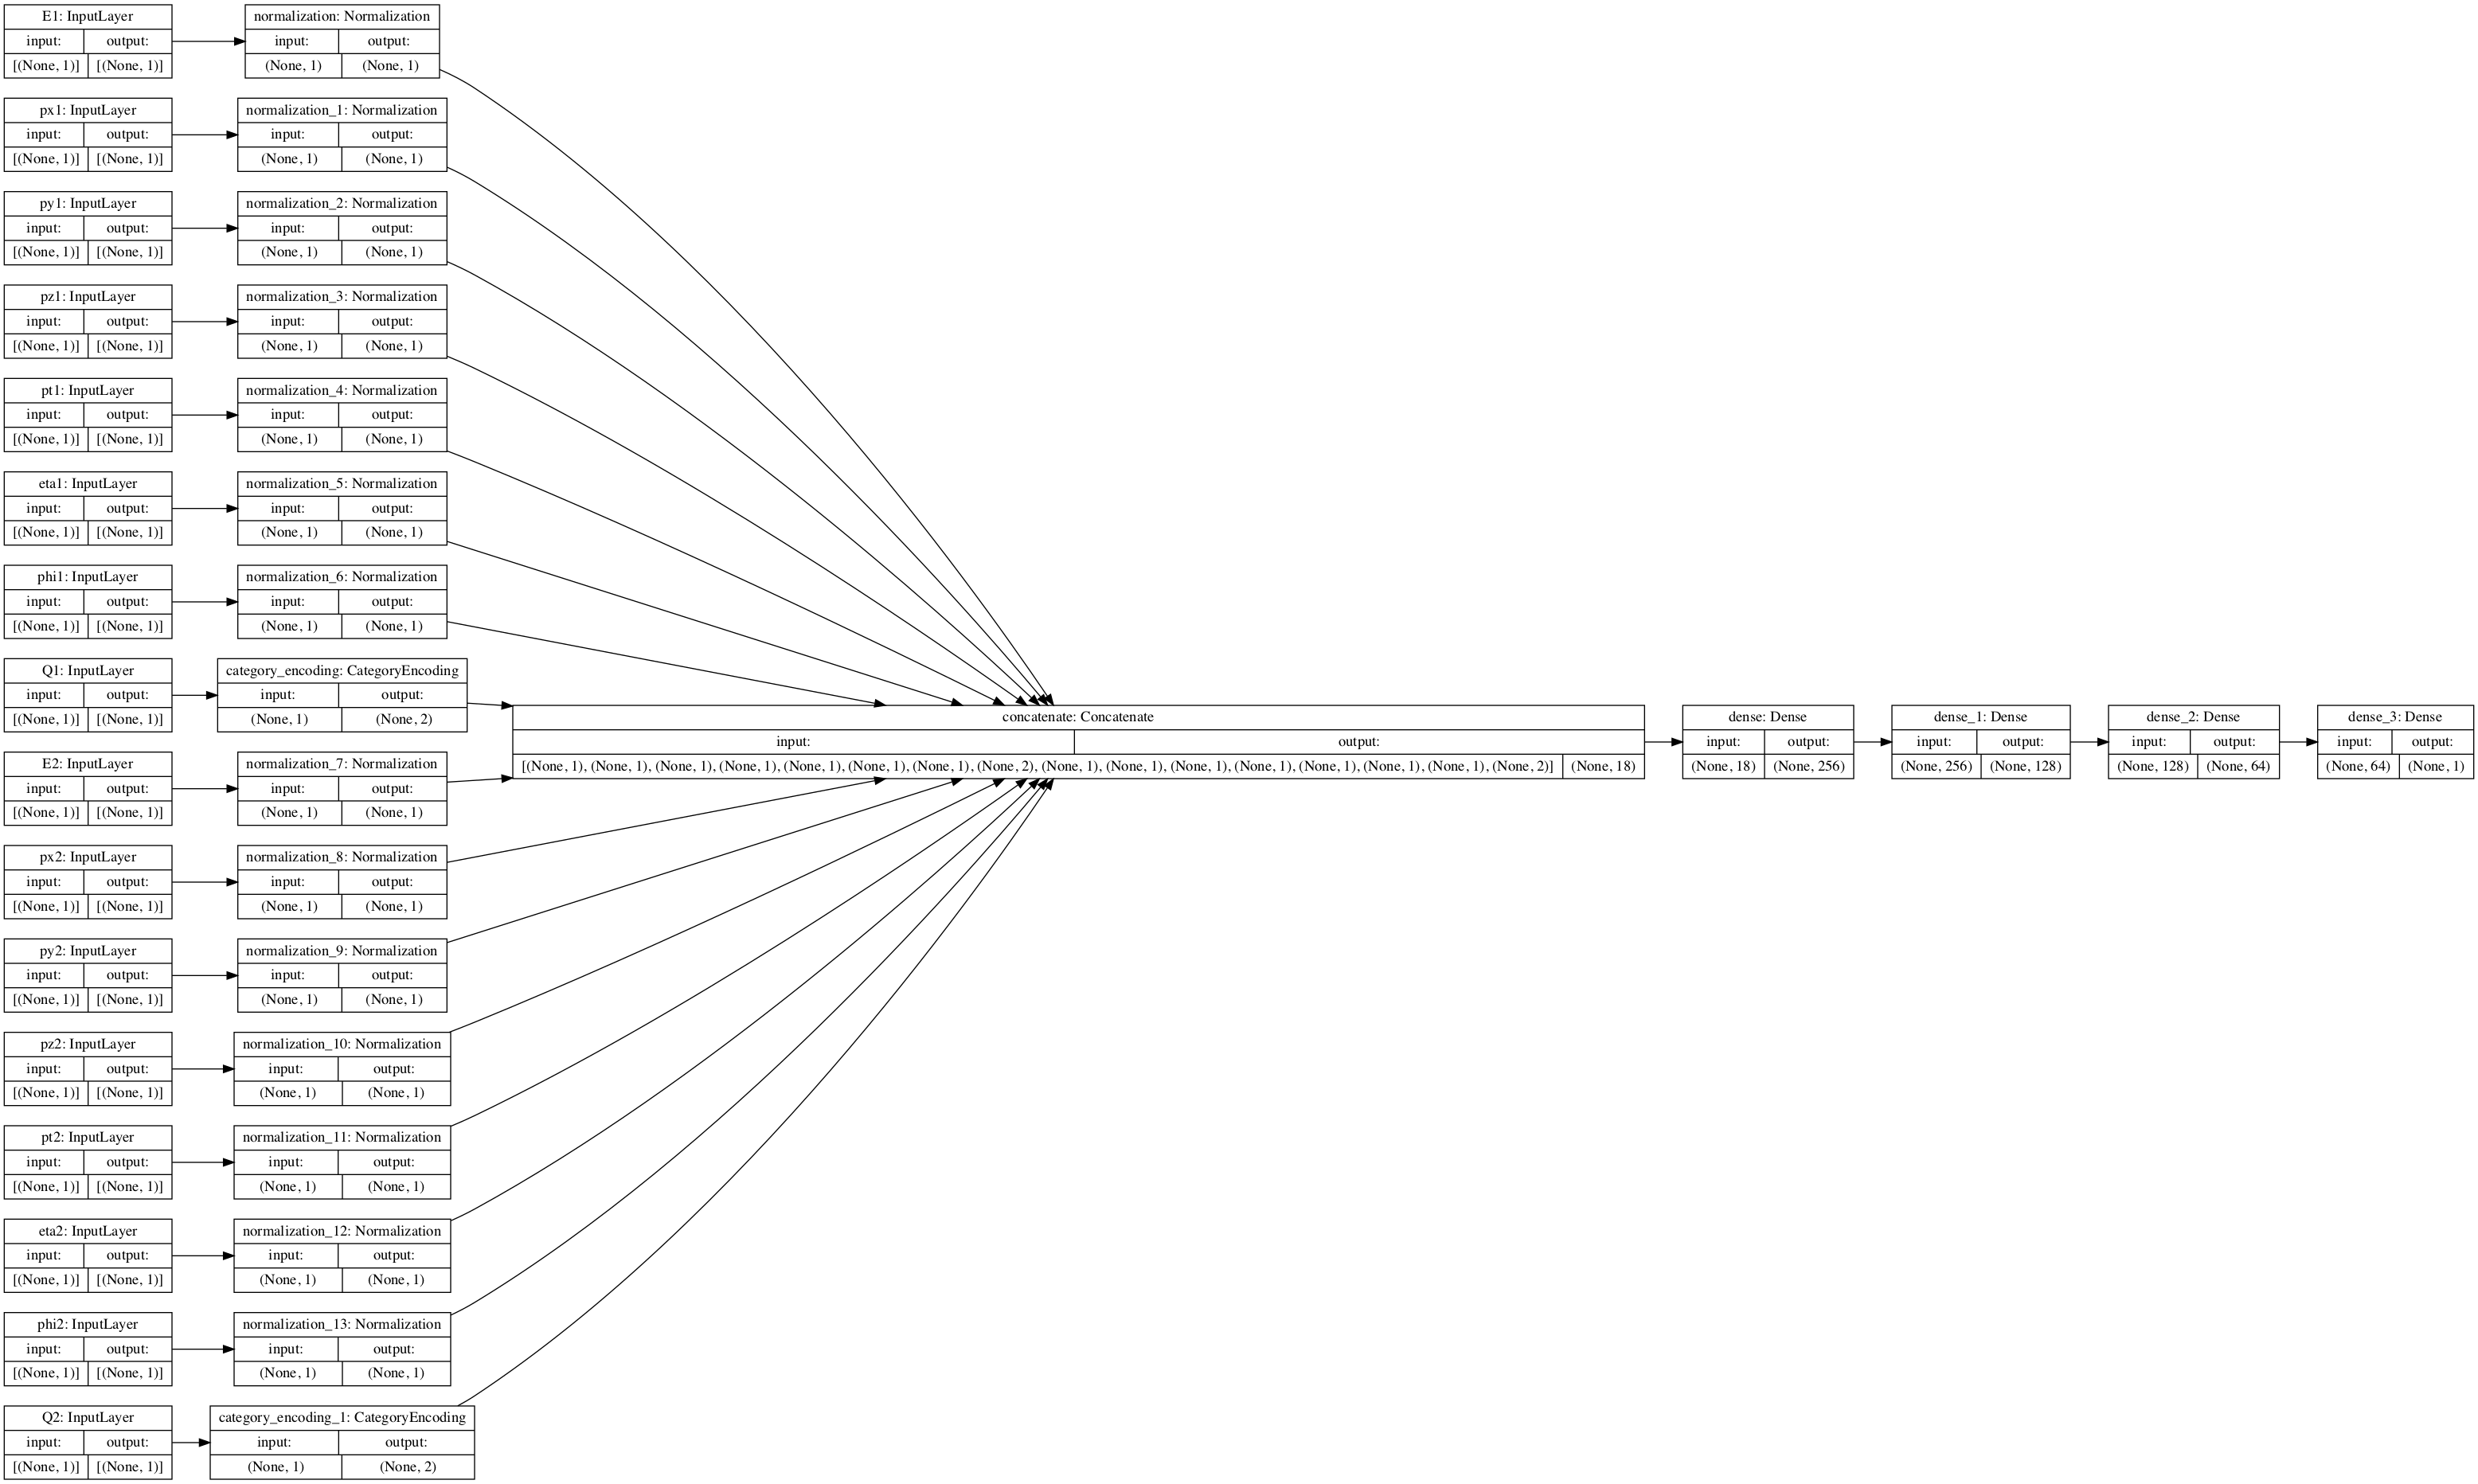 E1: InputLayer
input: output:
[(None, 1)] [(None, 1)]
normalization: Normalization
input: output:
(None, 1) (None, 1)
px1: InputLayer
input: output:
[(None, 1)] [(None, 1)]
normalization_1: Normalization
input: output:
(None, 1) (None, 1)
py1: InputLayer
input: output:
[(None, 1)] [(None, 1)]
normalization_2: Normalization
input: output:
(None, 1) (None, 1)
pz1: InputLayer
input: output:
[(None, 1)] [(None, 1)]
normalization_3: Normalization
input: output:
(None, 1) (None, 1)
pt1: InputLayer
input: output:
[(None, 1)] [(None, 1)]
normalization_4: Normalization
input: output:
(None, 1) (None, 1)
eta1: InputLayer
input: output:
[(None, 1)] [(None, 1)]
normalization_5: Normalization
input: output:
(None, 1) (None, 1)
phi1: InputLayer
input: output:
[(None, 1)] [(None, 1)]
normalization_6: Normalization
input: output:
(None, 1) (None, 1)
Q1: InputLayer
input: output:
[(None, 1)] [(None, 1)]
category_encoding: CategoryEncoding
input: output:
(None, 1) (None, 2)
E2: InputLayer
input: output:
[(None, 1)] [(None, 1)]
normalization_7: Normalization
input: output:
(None, 1) (None, 1)
px2: InputLayer
input: output:
[(None, 1)] [(None, 1)]
normalization_8: Normalization
input: output:
(None, 1) (None, 1)
py2: InputLayer
input: output:
[(None, 1)] [(None, 1)]
normalization_9: Normalization
input: output:
(None, 1) (None, 1)
pz2: InputLayer
input: output:
[(None, 1)] [(None, 1)]
normalization_10: Normalization
input: output:
(None, 1) (None, 1)
pt2: InputLayer
input: output:
[(None, 1)] [(None, 1)]
normalization_11: Normalization
input: output:
(None, 1) (None, 1)
eta2: InputLayer
input: output:
[(None, 1)] [(None, 1)]
normalization_12: Normalization
input: output:
(None, 1) (None, 1)
phi2: InputLayer
input: output:
[(None, 1)] [(None, 1)]
normalization_13: Normalization
input: output:
(None, 1) (None, 1)
Q2: InputLayer
input: output:
[(None, 1)] [(None, 1)]
category_encoding_1: CategoryEncoding
input: output:
(None, 1) (None, 2)
concatenate: Concatenate
input: output:
[(None, 1), (None, 1), (None, 1), (None, 1), (None, 1), (None, 1), (None, 1), (None, 2), (None, 1), (None, 1), (None, 1), (None, 1), (None, 1), (None, 1), (None, 1), (None, 2)] (None, 18)
dense: Dense
input: output:
(None, 18) (None, 256)
dense_1: Dense
input: output:
(None, 256) (None, 128)
dense_2: Dense
input: output:
(None, 128) (None, 64)
dense_3: Dense
input: output:
(None, 64) (None, 1)